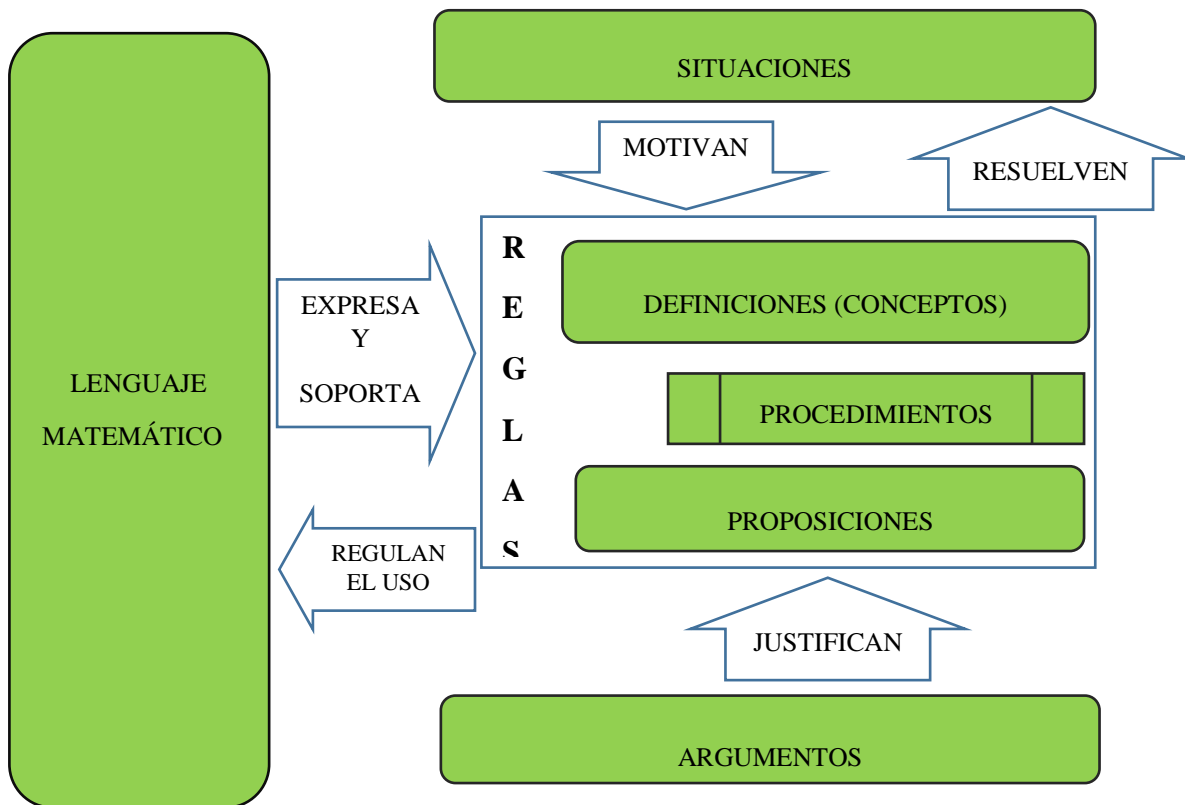 SITUACIONES
MOTIVAN
RESUELVEN
LENGUAJE
MATEMÁTICO
EXPRESA
Y
SOPORTA
REGULAN
EL USO
R
E
G
L
A
S
DEFINICIONES (CONCEPTOS)
PROCEDIMIENTOS
PROPOSICIONES
JUSTIFICAN
ARGUMENTOS